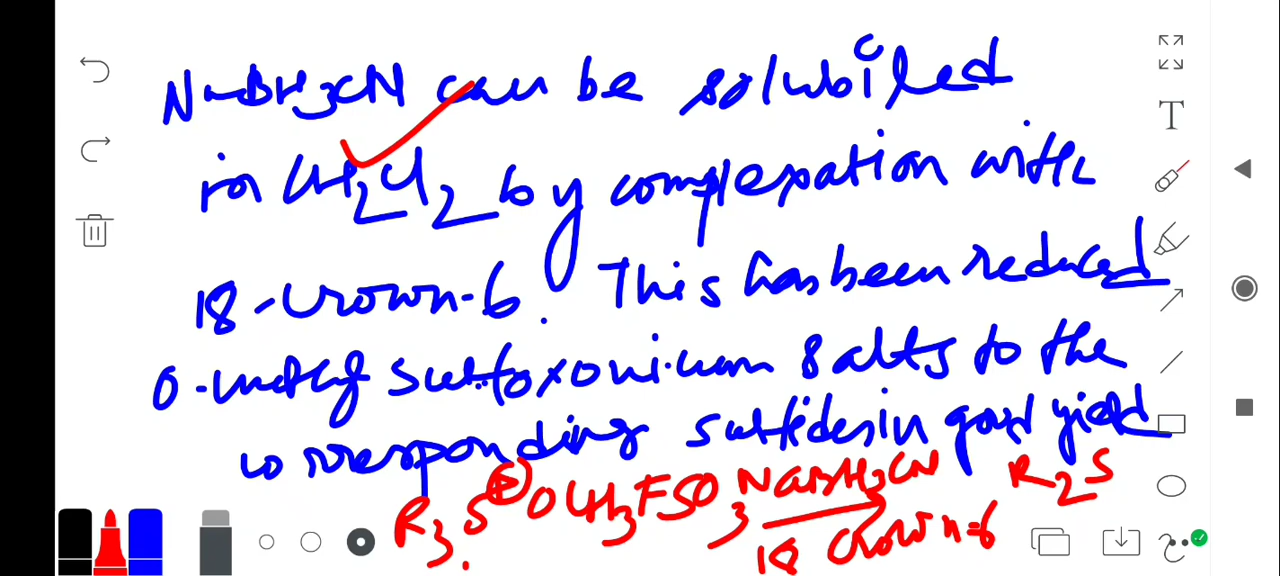 NaBH3CN can be solubiled
in CH2Cl2 by complexation with
18-crown-6. This has been reduced
O-methyl sulfoxonium salts to the
corresponding sulfides in good yield
R3S⊕OCH3FSO3 NaBH3CN R2S
18 crown-6